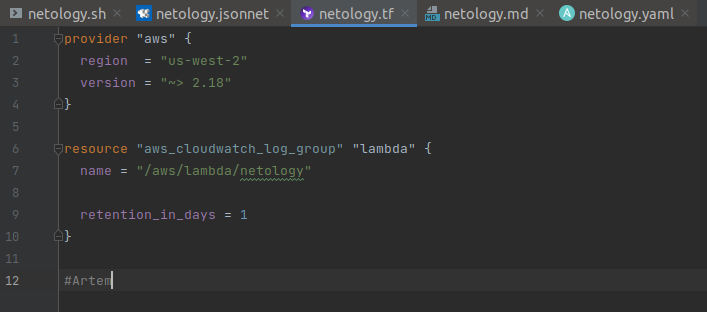 netology.sh × netology.jsonnet × netology.tf × netology.md × netology.yaml ×
1 provider "aws" {
2   region  = "us-west-2"
3   version = "~> 2.18"
4 }
5
6 resource "aws_cloudwatch_log_group" "lambda" {
7   name = "/aws/lambda/netology"
8
9   retention_in_days = 1
10 }
11
12 #Artem